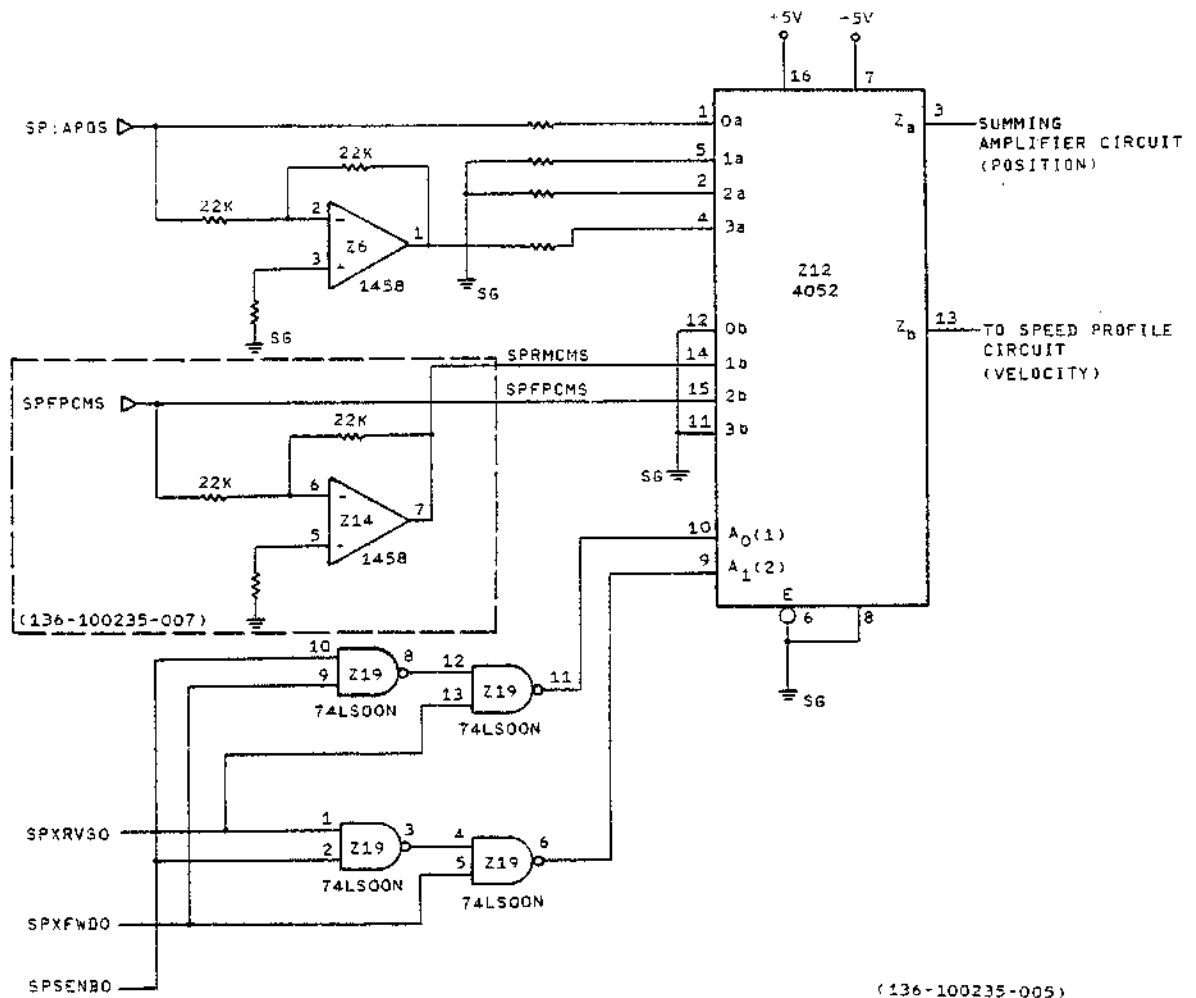 +5V -5V
16 7
SP:APOS
1 0a
Za 3
SUMMING
AMPLIFIER CIRCUIT
(POSITION)
5 1a
22K
2 2a
22K
2 −
4 3a
Z6
1
3 +
1458
SG
Z12
4052
SG
12 0b
Zb 13
TO SPEED PROFILE
CIRCUIT
(VELOCITY)
SPRMCMS
14 1b
SPFPCMS
SPFPCMS
15 2b
11 3b
22K
SG
22K
6 −
Z14
7
5 +
1458
10 A0(1)
9 A1(2)
E
6 8
(136-100235-007)
SG
10
9
Z19
8
12
13
Z19
11
74LS00N
74LS00N
SPXRVSO
1
2
Z19
3
4
5
Z19
6
74LS00N
74LS00N
SPXFWDO
SPSENBO
(136-100235-005)